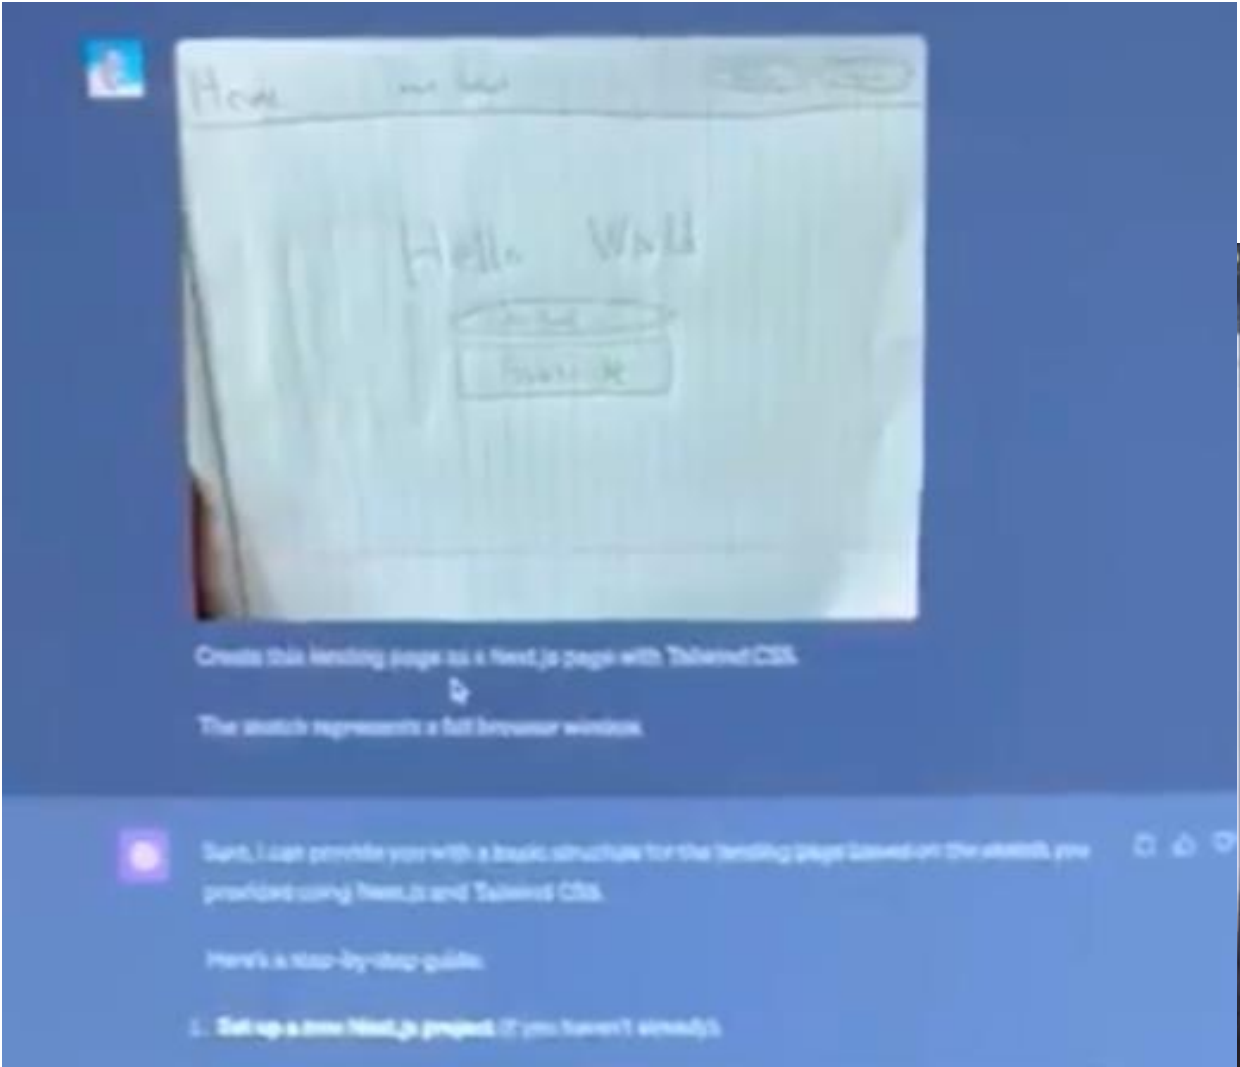 Home
Hello World
Create this landing page as a Next.js page with Tailwind CSS.
The sketch represents a full browser window.
Sure, I can provide you with a basic structure for the landing page based on the sketch you
provided using Next.js and Tailwind CSS.
Here's a step-by-step guide:
1. Set up a new Next.js project (if you haven't already):